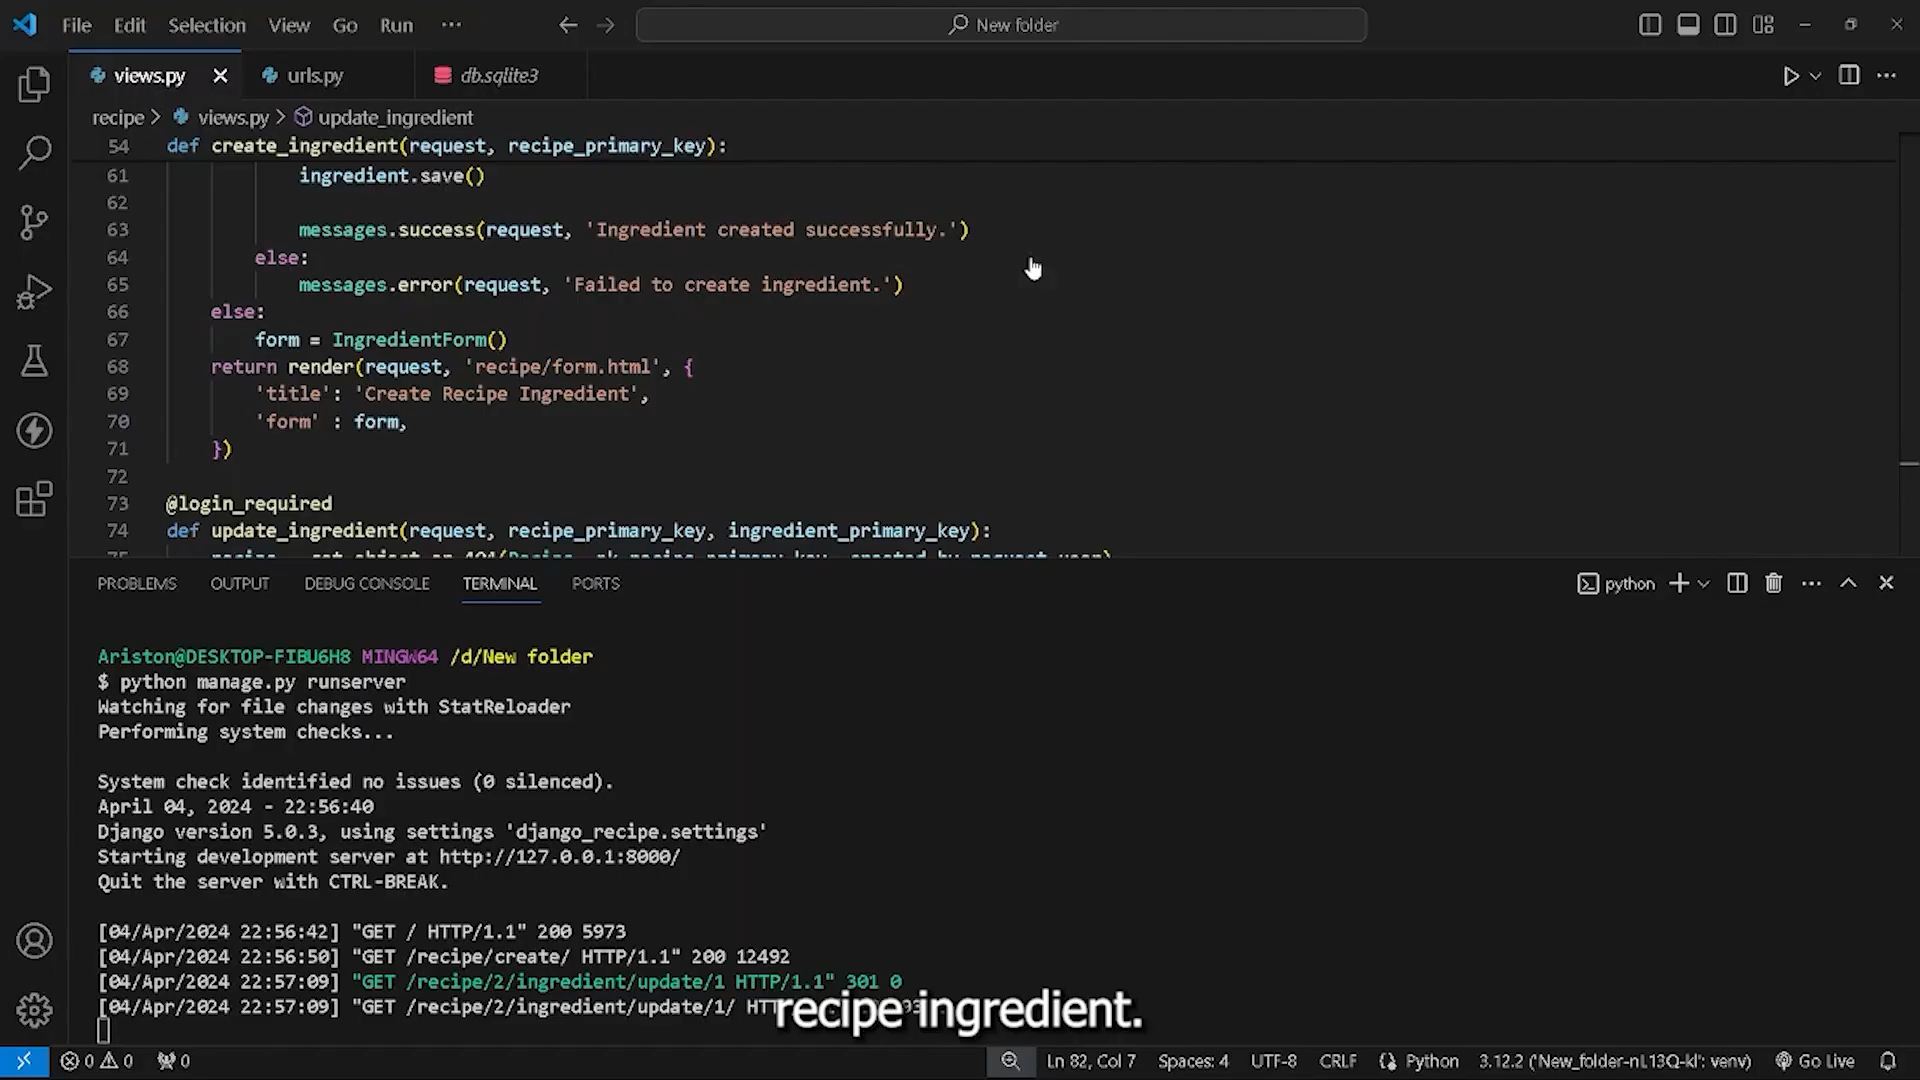 File Edit Selection View Go Run ··· New folder
views.py urls.py db.sqlite3
recipe > views.py > update_ingredient
54 def create_ingredient(request, recipe_primary_key):
61 ingredient.save()
62
63 messages.success(request, 'Ingredient created successfully.')
64 else:
65 messages.error(request, 'Failed to create ingredient.')
66 else:
67 form = IngredientForm()
68 return render(request, 'recipe/form.html', {
69 'title': 'Create Recipe Ingredient',
70 'form' : form,
71 })
72
73 @login_required
74 def update_ingredient(request, recipe_primary_key, ingredient_primary_key):
PROBLEMS OUTPUT DEBUG CONSOLE TERMINAL PORTS python
Ariston@DESKTOP-FIBU6H8 MINGW64 /d/New folder
$ python manage.py runserver
Watching for file changes with StatReloader
Performing system checks...
System check identified no issues (0 silenced).
April 04, 2024 - 22:56:40
Django version 5.0.3, using settings 'django_recipe.settings'
Starting development server at http://127.0.0.1:8000/
Quit the server with CTRL-BREAK.
[04/Apr/2024 22:56:42] "GET / HTTP/1.1" 200 5973
[04/Apr/2024 22:56:50] "GET /recipe/create/ HTTP/1.1" 200 12492
[04/Apr/2024 22:57:09] "GET /recipe/2/ingredient/update/1 HTTP/1.1" 301 0
[04/Apr/2024 22:57:09] "GET /recipe/2/ingredient/update/1/
recipe ingredient.
0 0 0 Ln 82, Col 7 Spaces: 4 UTF-8 CRLF Python 3.12.2 ('New_folder-nL13Q-kl': venv) Go Live